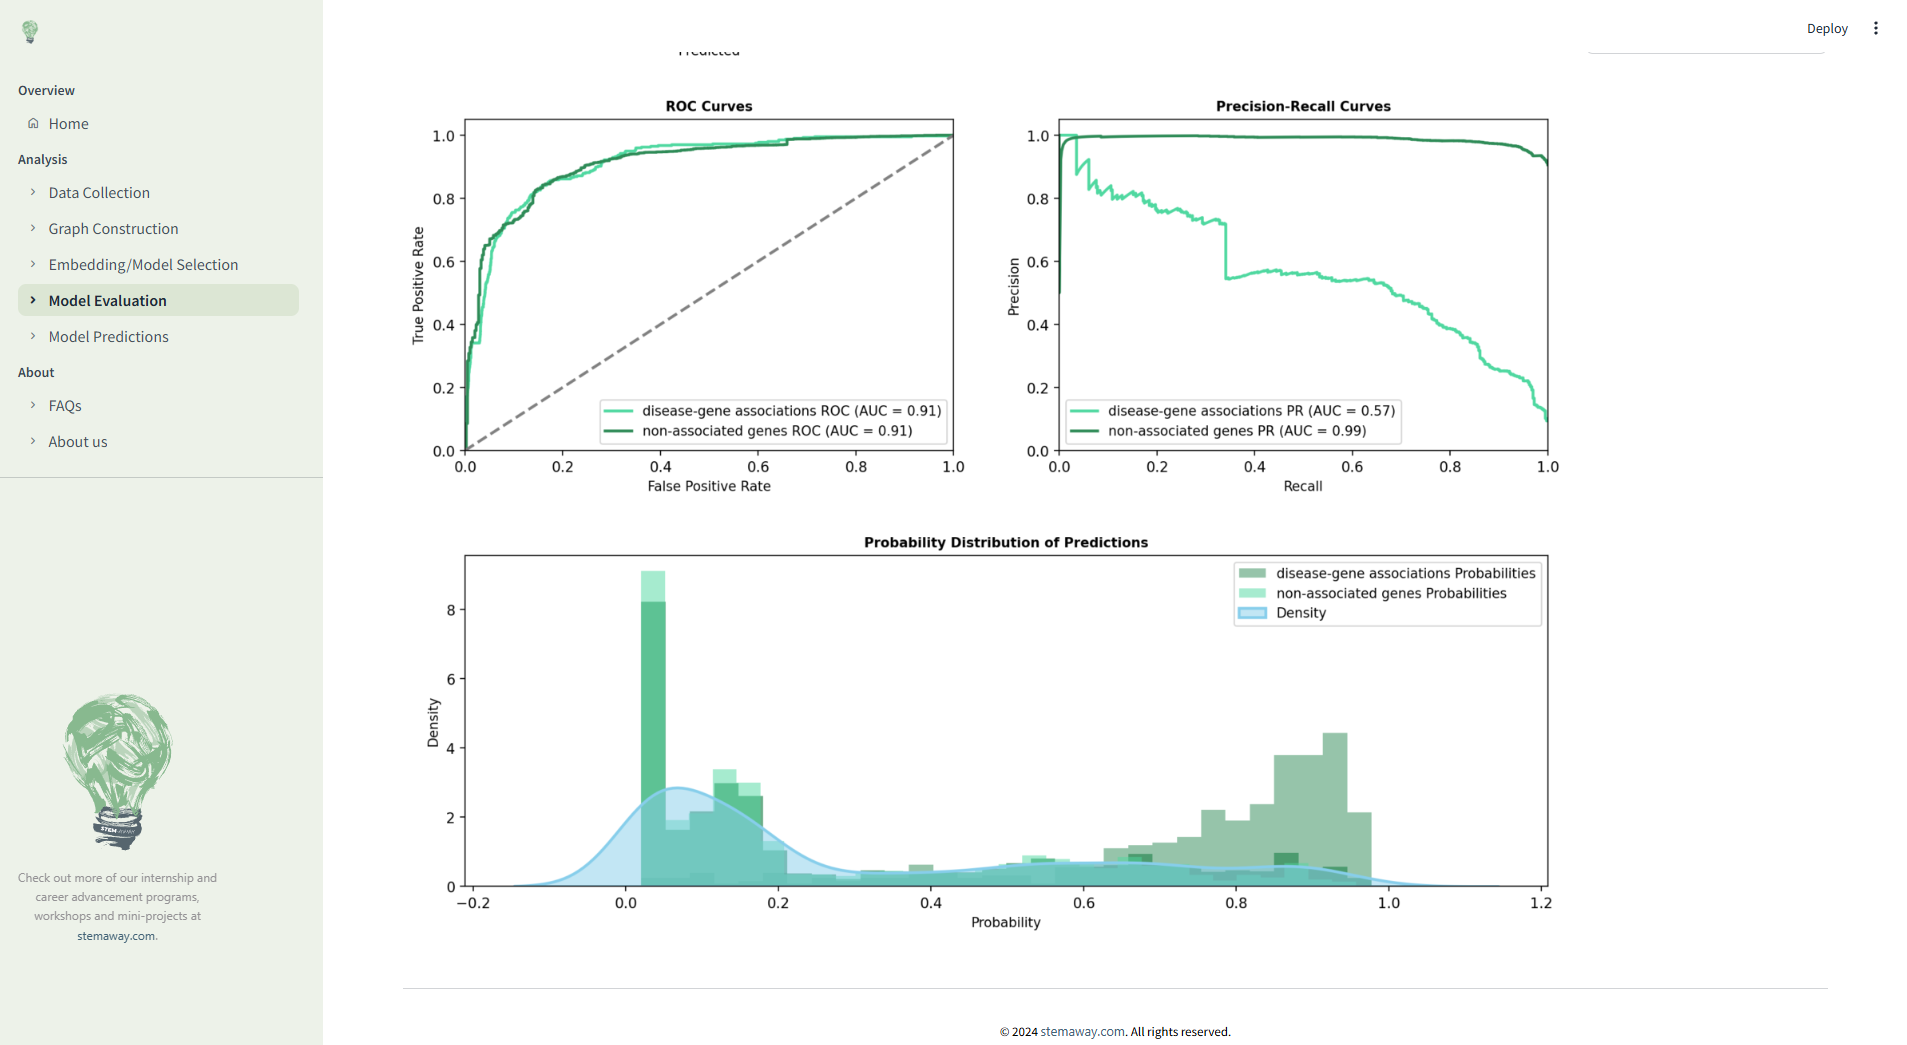 Deploy
Overview
Home
Analysis
Data Collection
Graph Construction
Embedding/Model Selection
Model Evaluation
Model Predictions
About
FAQs
About us
STEM-AWAY
Check out more of our internship and
career advancement programs,
workshops and mini-projects at
stemaway.com.
Predicted
ROC Curves
True Positive Rate
1.0
0.8
0.6
0.4
0.2
0.0
disease-gene associations ROC (AUC = 0.91)
non-associated genes ROC (AUC = 0.91)
0.0 0.2 0.4 0.6 0.8 1.0
False Positive Rate
Precision-Recall Curves
Precision
1.0
0.8
0.6
0.4
0.2
0.0
disease-gene associations PR (AUC = 0.57)
non-associated genes PR (AUC = 0.99)
0.0 0.2 0.4 0.6 0.8 1.0
Recall
Probability Distribution of Predictions
Density
8
6
4
2
0
disease-gene associations Probabilities
non-associated genes Probabilities
Density
−0.2 0.0 0.2 0.4 0.6 0.8 1.0 1.2
Probability
© 2024 stemaway.com. All rights reserved.